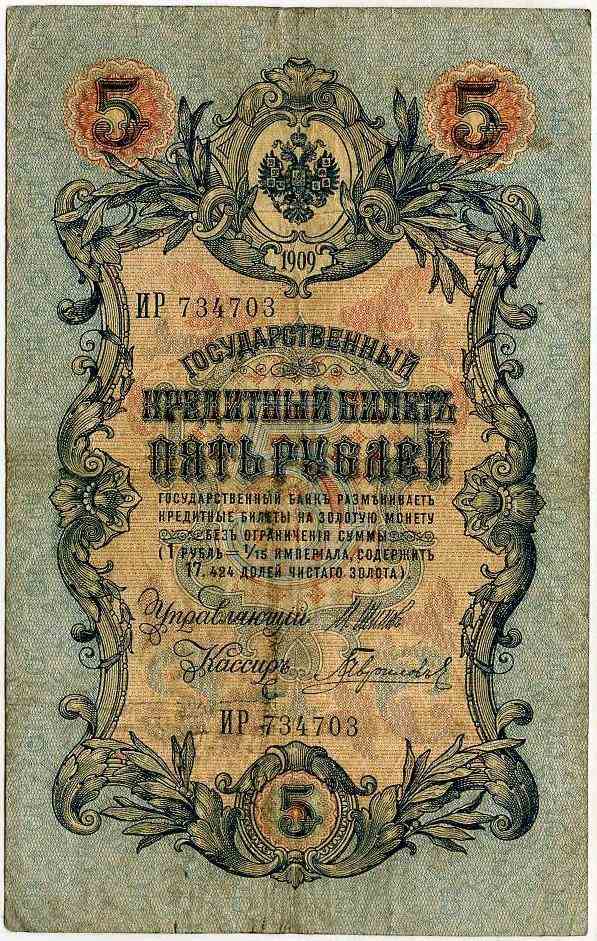 5 5
1909
ИР 734703
ГОСУДАРСТВЕННЫЙ
КРЕДИТНЫЙ БИЛЕТЪ
ПЯТЬ РУБЛЕЙ
ГОСУДАРСТВЕННЫЙ БАНКЪ РАЗМѢНИВАЕТЪ
КРЕДИТНЫЕ БИЛЕТЫ НА ЗОЛОТУЮ МОНЕТУ
БЕЗЪ ОГРАНИЧЕНІЯ СУММЫ
(1 РУБЛЬ = 1/15 ИМПЕРІАЛА, СОДЕРЖИТЪ
17,424 ДОЛЕЙ ЧИСТАГО ЗОЛОТА).
Управляющій
Кассиръ
ИР 734703
5